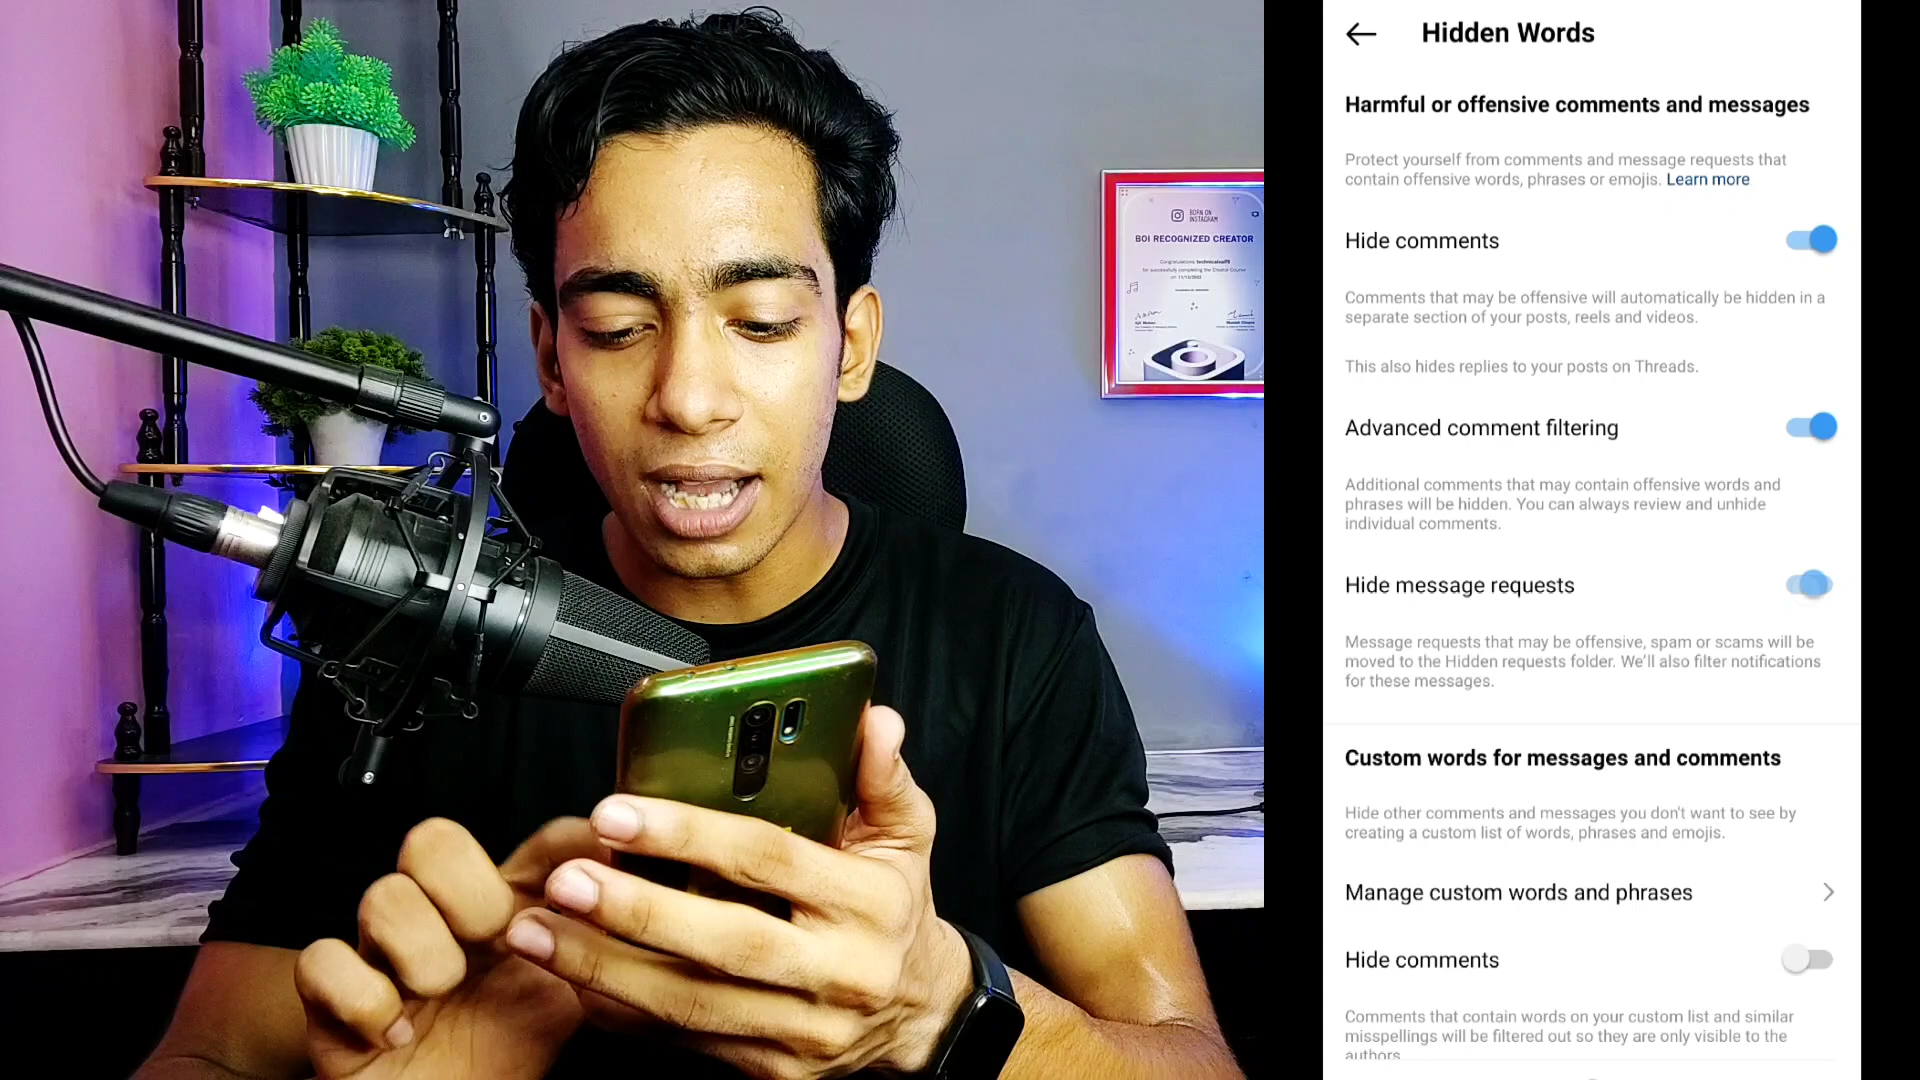 BORN ON
INSTAGRAM
BOI RECOGNIZED CREATOR
Hidden Words
Harmful or offensive comments and messages
Protect yourself from comments and message requests that
contain offensive words, phrases or emojis. Learn more
Hide comments
Comments that may be offensive will automatically be hidden in a
separate section of your posts, reels and videos.
This also hides replies to your posts on Threads.
Advanced comment filtering
Additional comments that may contain offensive words and
phrases will be hidden. You can always review and unhide
individual comments.
Hide message requests
Message requests that may be offensive, spam or scams will be
moved to the Hidden requests folder. We'll also filter notifications
for these messages.
Custom words for messages and comments
Hide other comments and messages you don't want to see by
creating a custom list of words, phrases and emojis.
Manage custom words and phrases
Hide comments
Comments that contain words on your custom list and similar
misspellings will be filtered out so they are only visible to the
authors